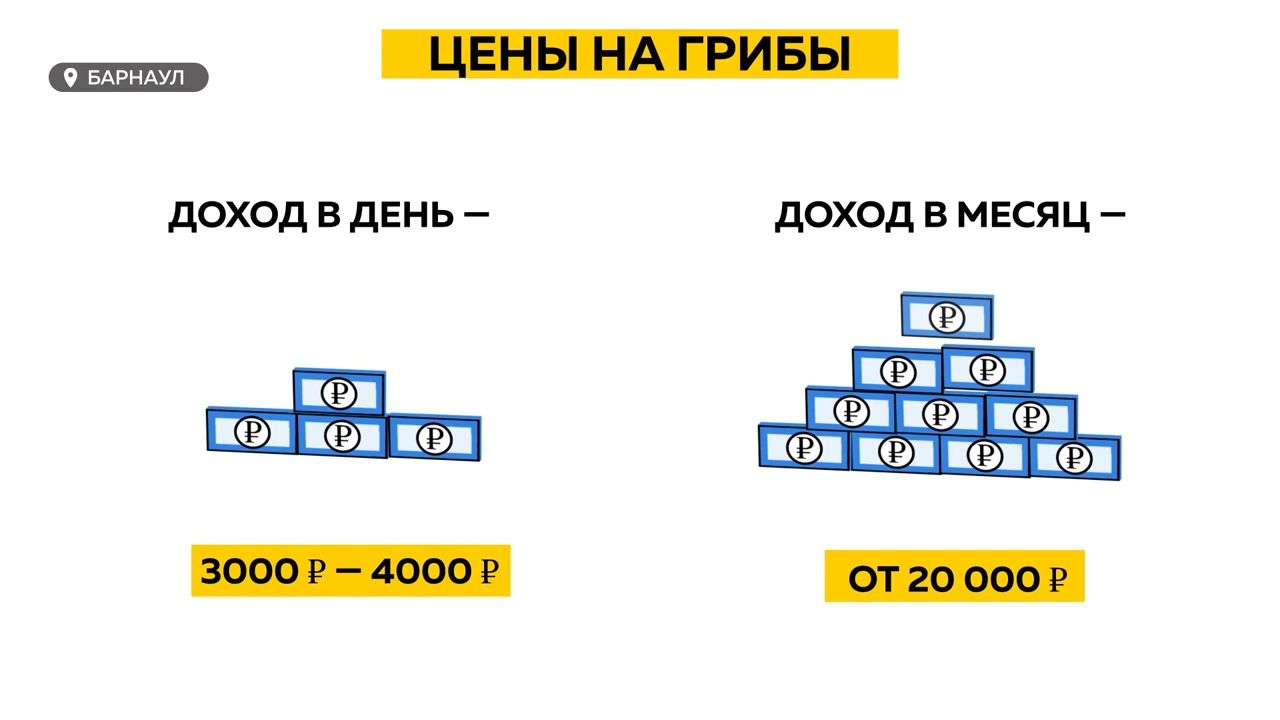 ЦЕНЫ НА ГРИБЫ
БАРНАУЛ
ДОХОД В ДЕНЬ —
ДОХОД В МЕСЯЦ —
₽
₽ ₽ ₽
₽
₽ ₽
₽ ₽ ₽
₽ ₽ ₽ ₽
3000 ₽ — 4000 ₽
ОТ 20 000 ₽